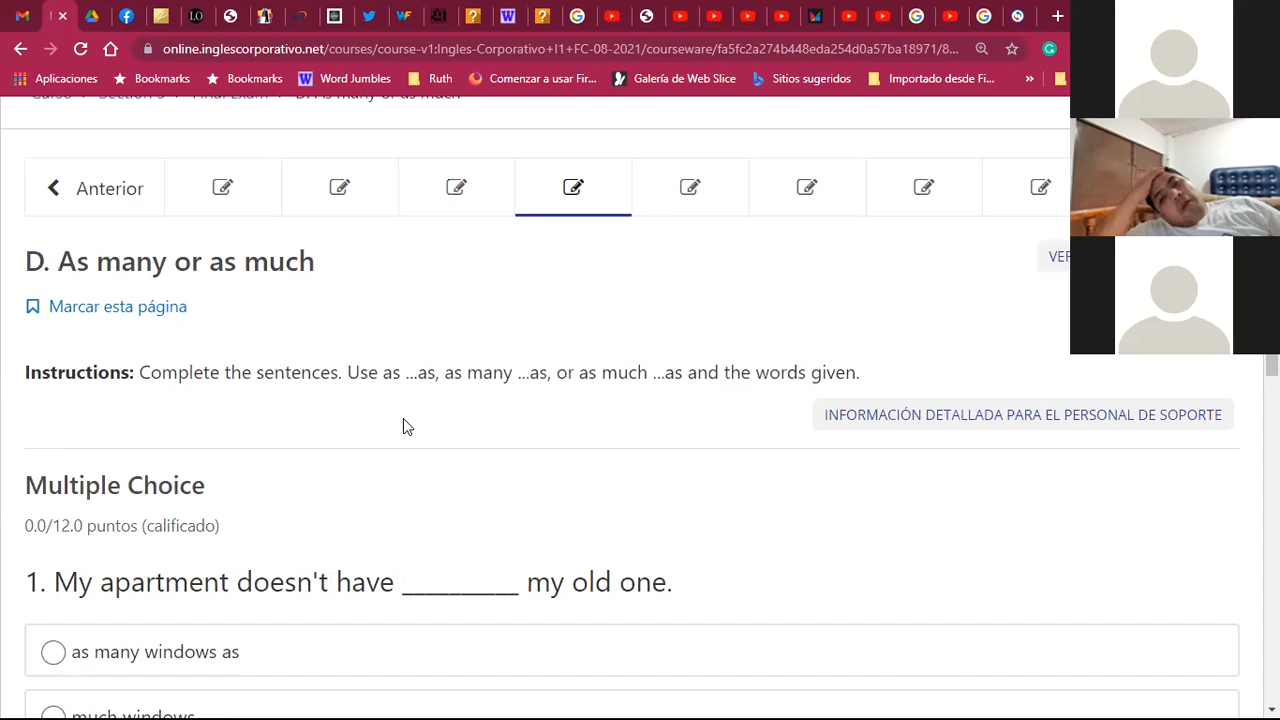 online.inglescorporativo.net/courses/course-v1:Ingles-Corporativo+I1+FC-08-2021/courseware/fa5fc2a274b448eda254d0a57ba18971/8...
Aplicaciones Bookmarks Bookmarks Word Jumbles Ruth Comenzar a usar Fir... Galería de Web Slice Sitios sugeridos Importado desde Fi... »
Anterior
D. As many or as much
VER
Marcar esta página
Instructions: Complete the sentences. Use as ...as, as many ...as, or as much ...as and the words given.
INFORMACIÓN DETALLADA PARA EL PERSONAL DE SOPORTE
Multiple Choice
0.0/12.0 puntos (calificado)
1. My apartment doesn't have __________ my old one.
as many windows as
much windows